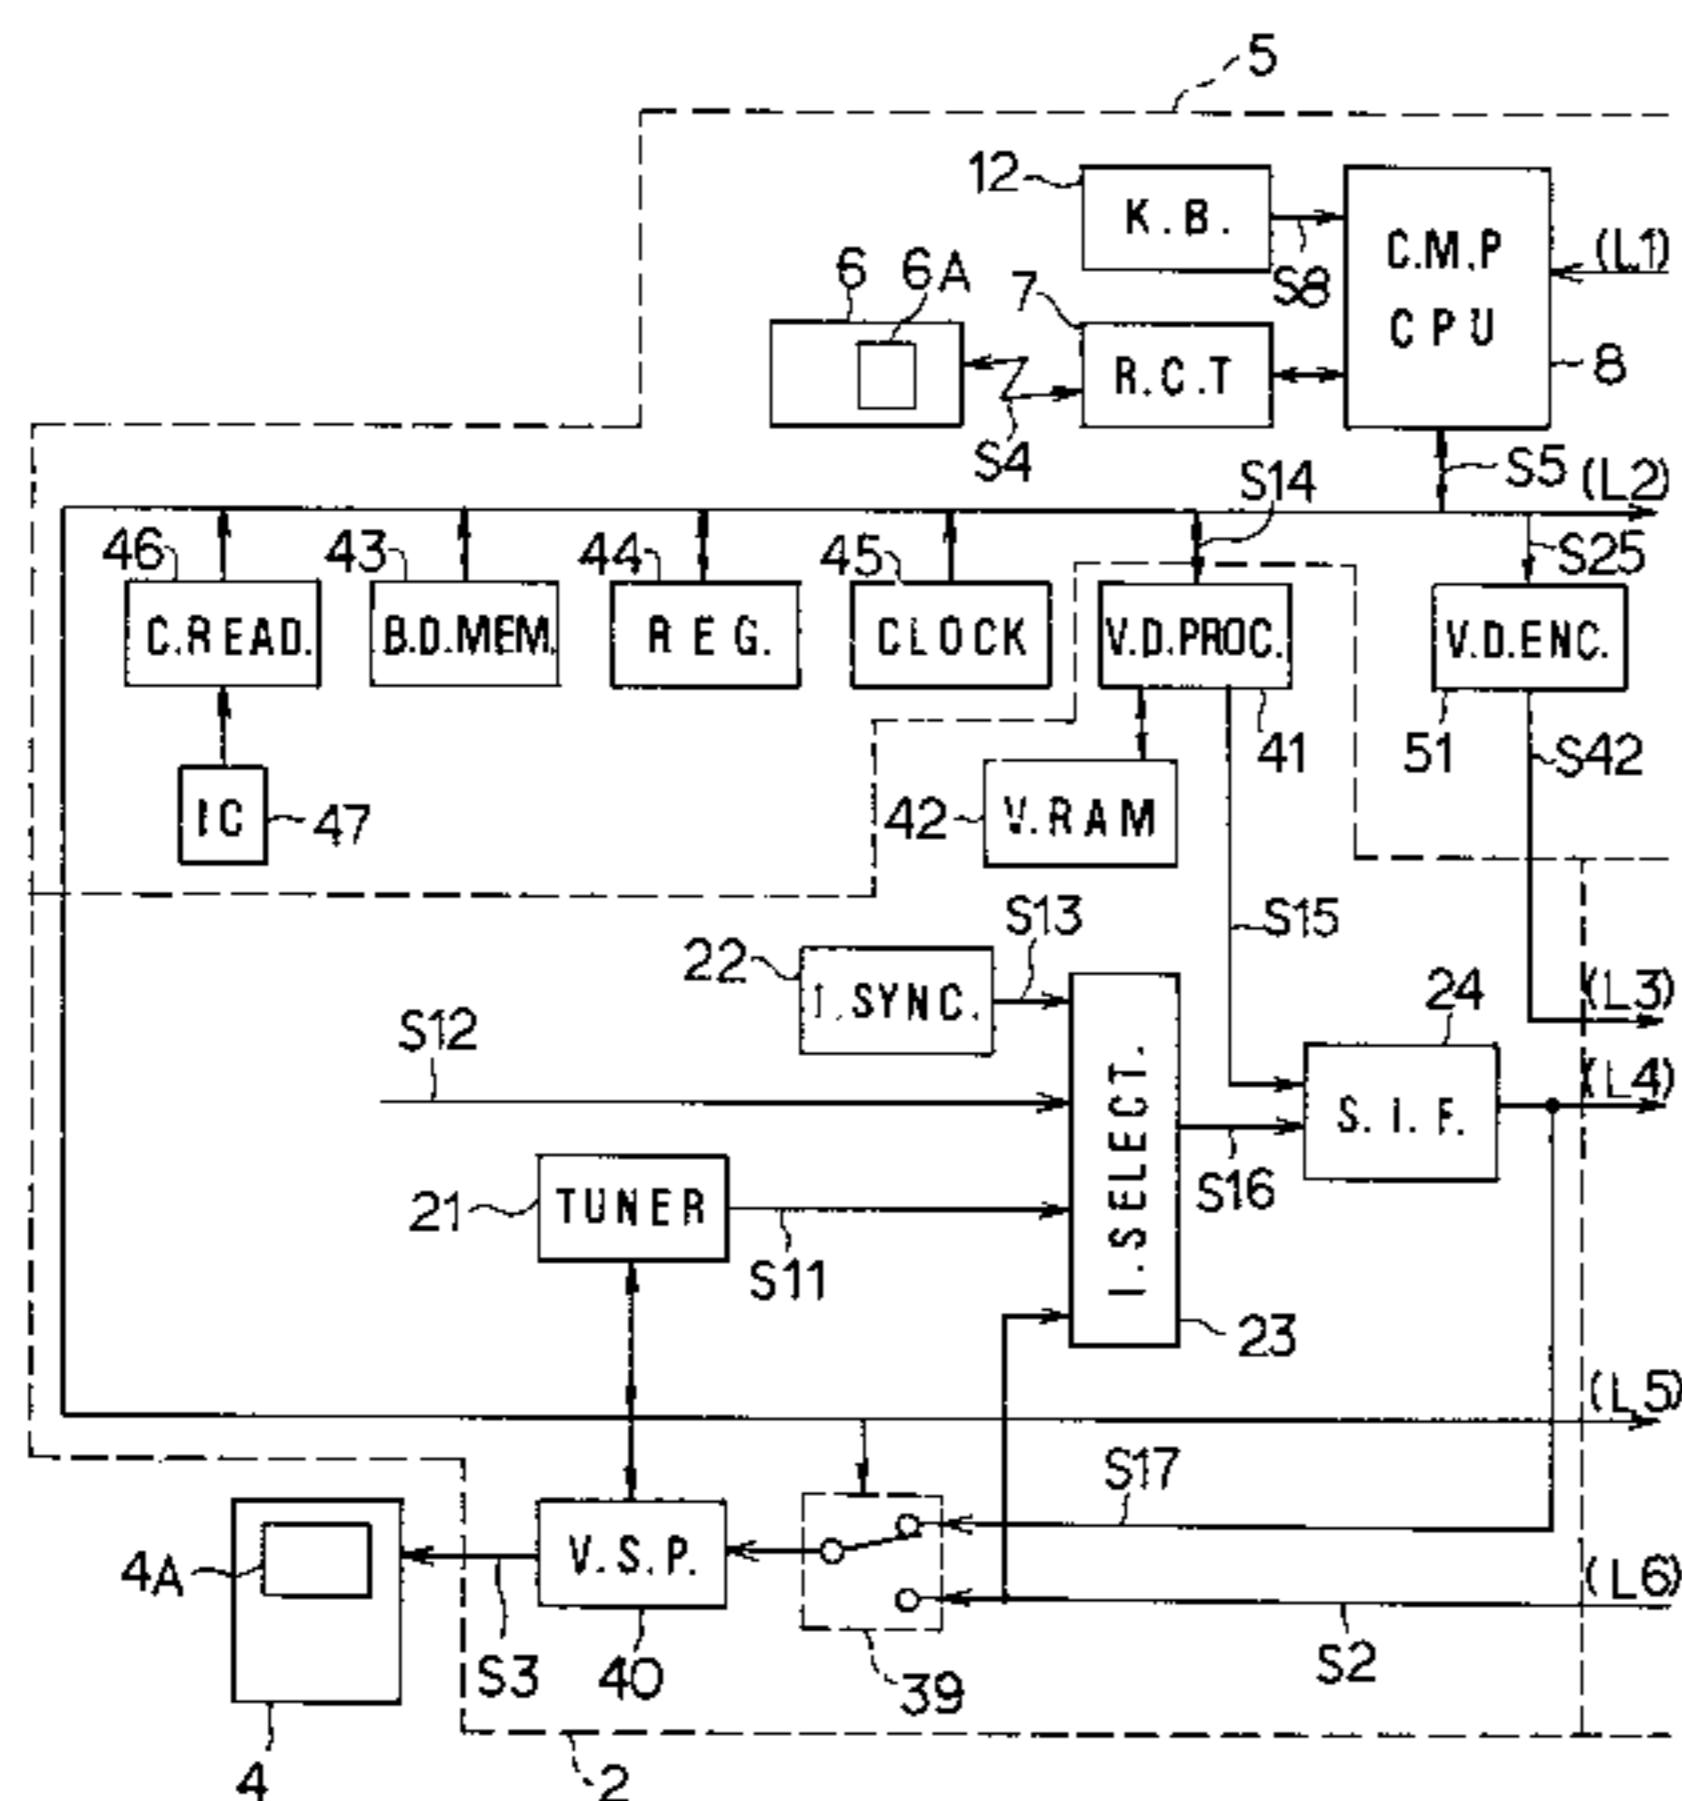 5
12
K.B.
C.M.P
CPU
(L1)
S8
6
6A
7
R.C.T
8
S4
S14
S5
(L2)
46
43
44
45
S25
C.READ.
B.D.MEM.
REG.
CLOCK
V.D.PROC.
V.D.ENC.
41
51
S42
IC
47
42
V.RAM
S13
S15
22
I.SYNC.
24
(L3)
S12
I.SELECT.
S.I.F.
(L4)
21
TUNER
S11
S16
23
(L5)
S17
4A
V.S.P.
(L6)
S3
40
39
S2
4
2